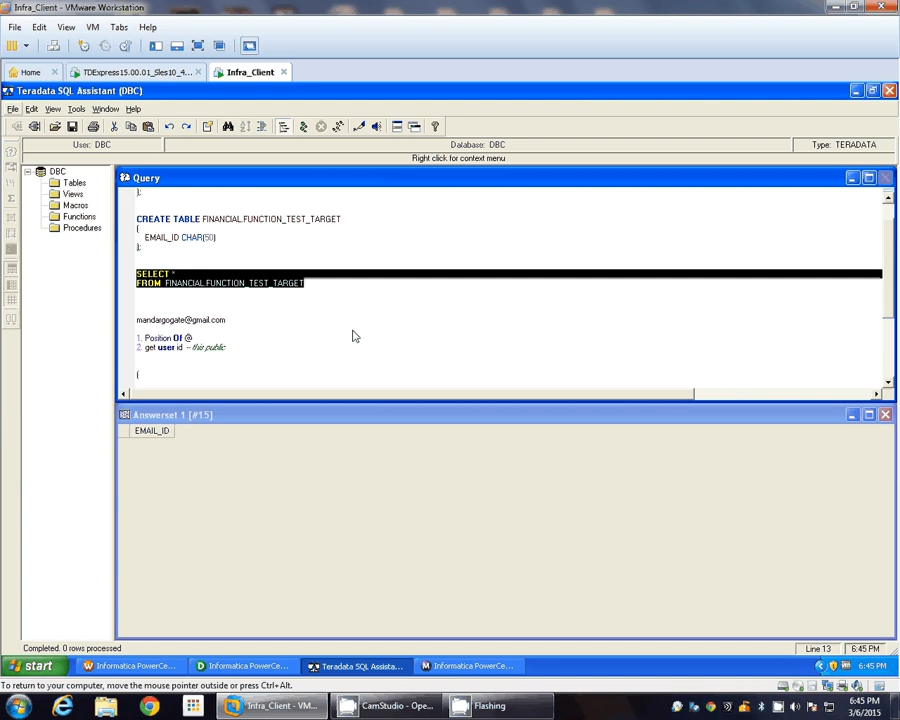 Infra_Client - VMware Workstation
File Edit View VM Tabs Help
Home TDExpress15.00.01_Sles10_4... Infra_Client
Teradata SQL Assistant (DBC)
File Edit View Tools Window Help
User: DBC Database: DBC Type: TERADATA
Right click for context menu
DBC
Tables
Views
Macros
Functions
Procedures
Query
);
CREATE TABLE FINANCIAL.FUNCTION_TEST_TARGET
(
EMAIL_ID CHAR(50)
);
SELECT *
FROM FINANCIAL.FUNCTION_TEST_TARGET
mandargogate@gmail.com
1. Position Of @
2. get user id --this public
(
Answerset 1 [#15]
EMAIL_ID
Completed. 0 rows processed
Line 13 6:45 PM
start Informatica PowerCe... Informatica PowerCe... Teradata SQL Assista... Informatica PowerCe... 6:45 PM
To return to your computer, move the mouse pointer outside or press Ctrl+Alt.
Infra_Client - VM... CamStudio - Ope... Flashing
6:45 PM
3/6/2015